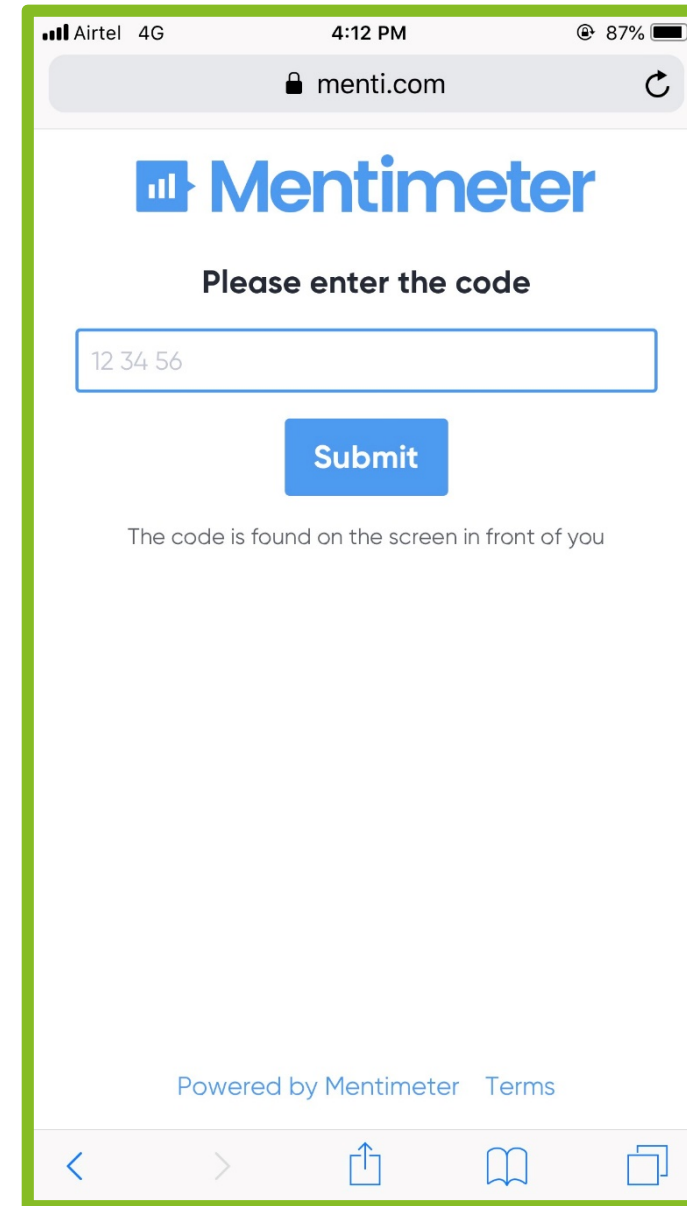 Airtel 4G 4:12 PM 87%
menti.com
Mentimeter
Please enter the code
12 34 56
Submit
The code is found on the screen in front of you
Powered by Mentimeter Terms